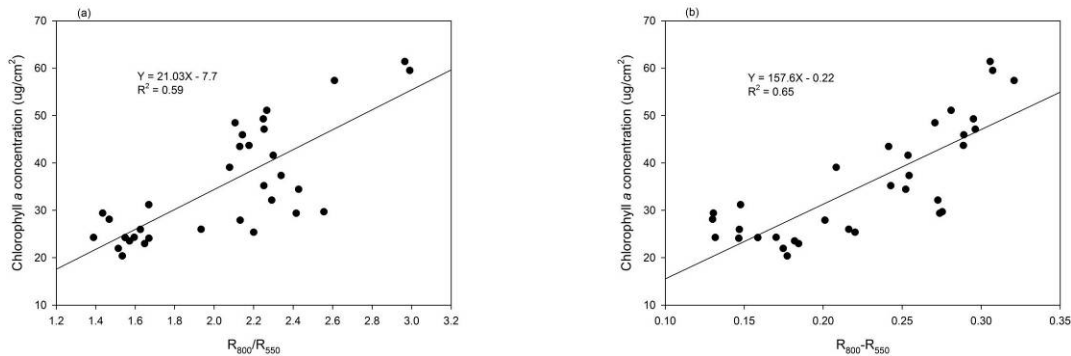 (a)
70
60
50
40
30
20
10
Chlorophyll a concentration (ug/cm²)
Y = 21.03X - 7.7
R² = 0.59
1.2 1.4 1.6 1.8 2.0 2.2 2.4 2.6 2.8 3.0 3.2
R₈₀₀/R₅₅₀
(b)
70
60
50
40
30
20
10
Chlorophyll a concentration (ug/cm²)
Y = 157.6X - 0.22
R² = 0.65
0.10 0.15 0.20 0.25 0.30 0.35
R₈₀₀-R₅₅₀